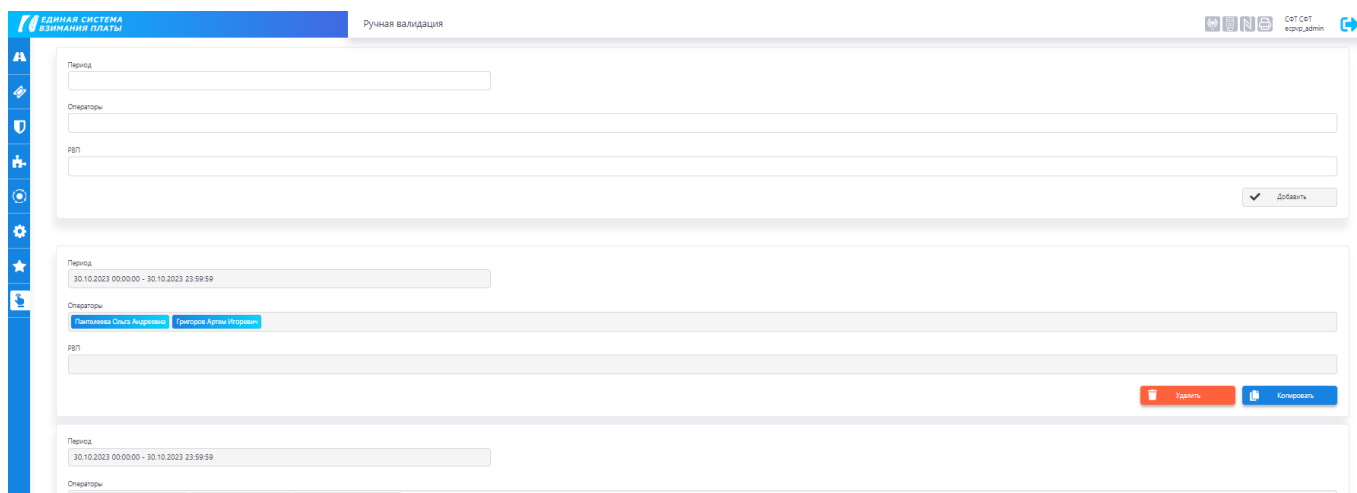 ЕДИНАЯ СИСТЕМА
ВЗИМАНИЯ ПЛАТЫ
Ручная валидация
СФТ СФТ
ecpvp_admin
Период
Операторы
РВП
Добавить
Период
30.10.2023 00:00:00 - 30.10.2023 23:59:59
Операторы
Пантелеева Ольга Андреевна Григоров Артем Игоревич
РВП
Удалить Копировать
Период
30.10.2023 00:00:00 - 30.10.2023 23:59:59
Операторы